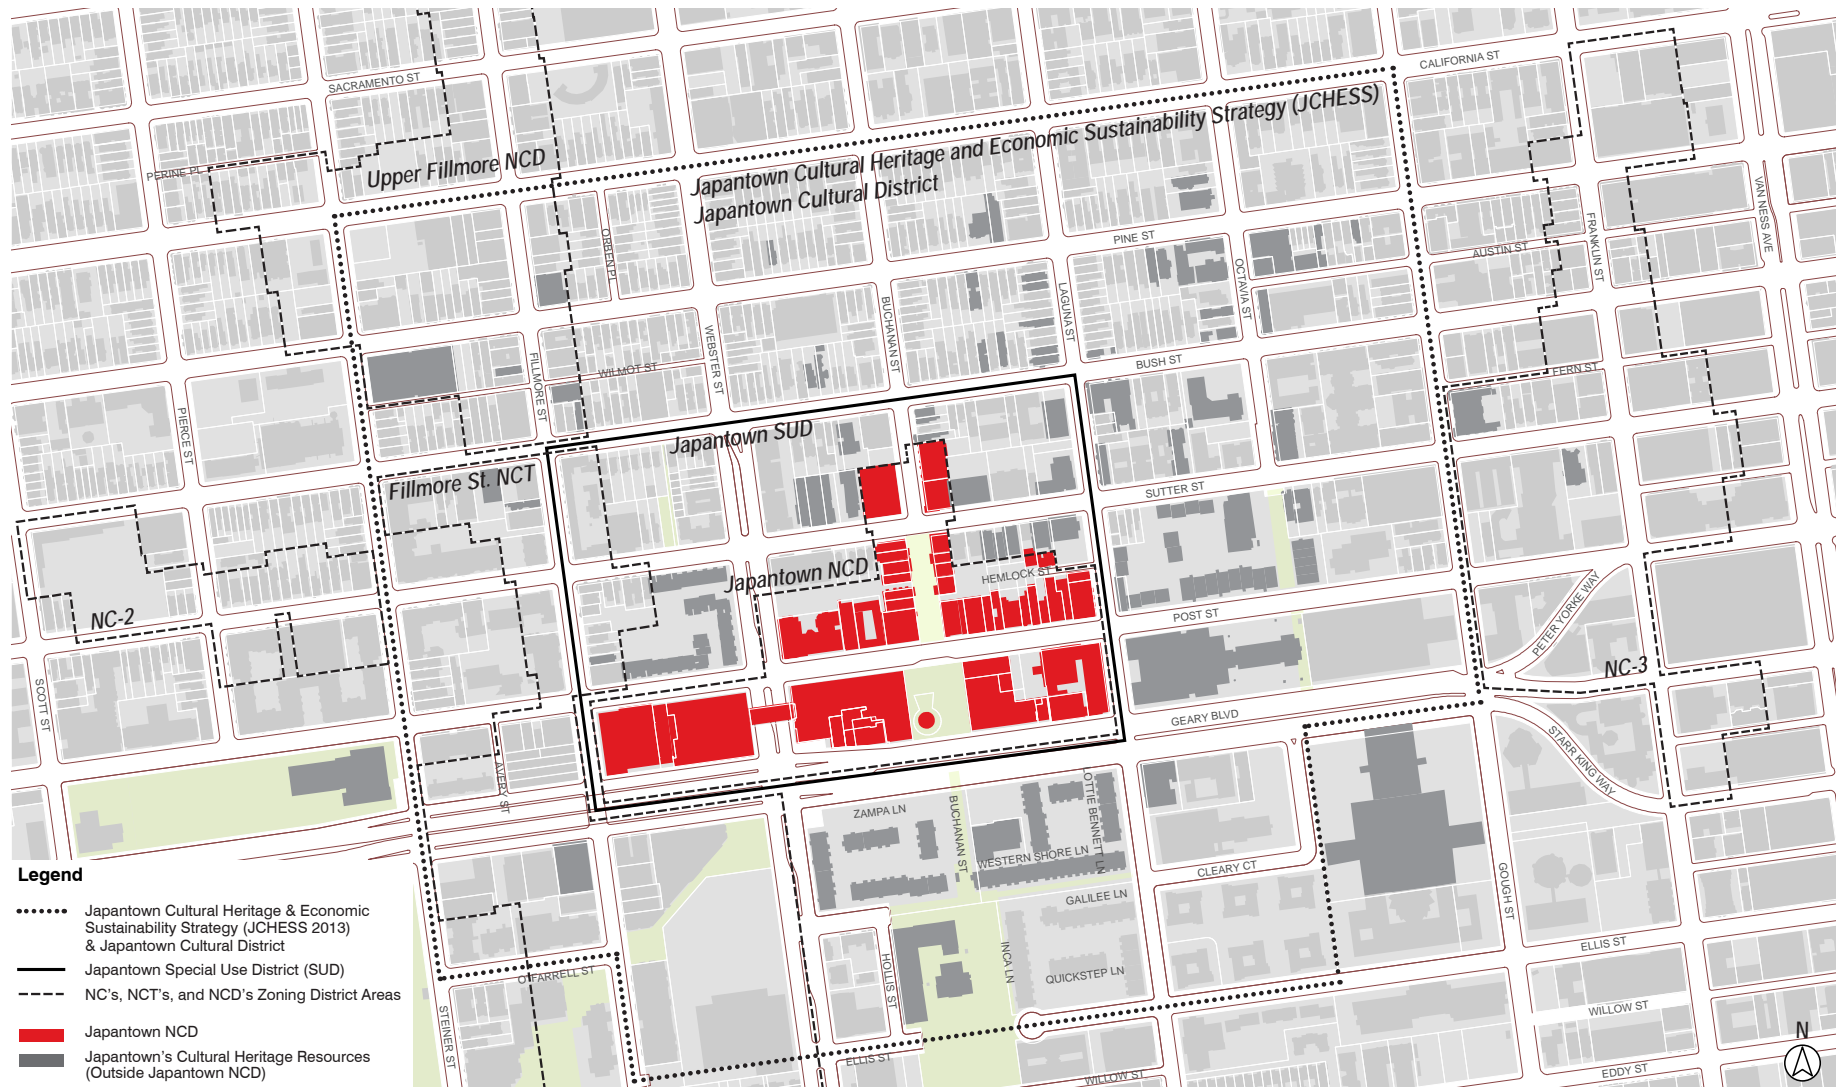 SACRAMENTO ST
CALIFORNIA ST
Japantown Cultural Heritage and Economic Sustainability Strategy (JCHESS)
Japantown Cultural District
Upper Fillmore NCD
PERINE PL
ORBEN PL
PINE ST
OCTAVIA ST
AUSTIN ST
FRANKLIN ST
VAN NESS AVE
BUCHANAN ST
LAGUNA ST
WEBSTER ST
FILLMORE ST
WILMOT ST
BUSH ST
FERN ST
PIERCE ST
Japantown SUD
Fillmore St. NCT
SUTTER ST
Japantown NCD
HEMLOCK ST
POST ST
PETER YORKE WAY
NC-2
NC-3
SCOTT ST
GEARY BLVD
STARR KING WAY
AVERY ST
ZAMPA LN
BUCHANAN ST
LOTTIE BENNETT LN
WESTERN SHORE LN
CLEARY CT
GALILEE LN
GOUGH ST
INCA LN
QUICKSTEP LN
HOLLIS ST
O'FARRELL ST
STEINER ST
ELLIS ST
ELLIS ST
WILLOW ST
WILLOW ST
EDDY ST
N
Legend
Japantown Cultural Heritage & Economic
Sustainability Strategy (JCHESS 2013)
& Japantown Cultural District
Japantown Special Use District (SUD)
NC's, NCT's, and NCD's Zoning District Areas
Japantown NCD
Japantown's Cultural Heritage Resources
(Outside Japantown NCD)